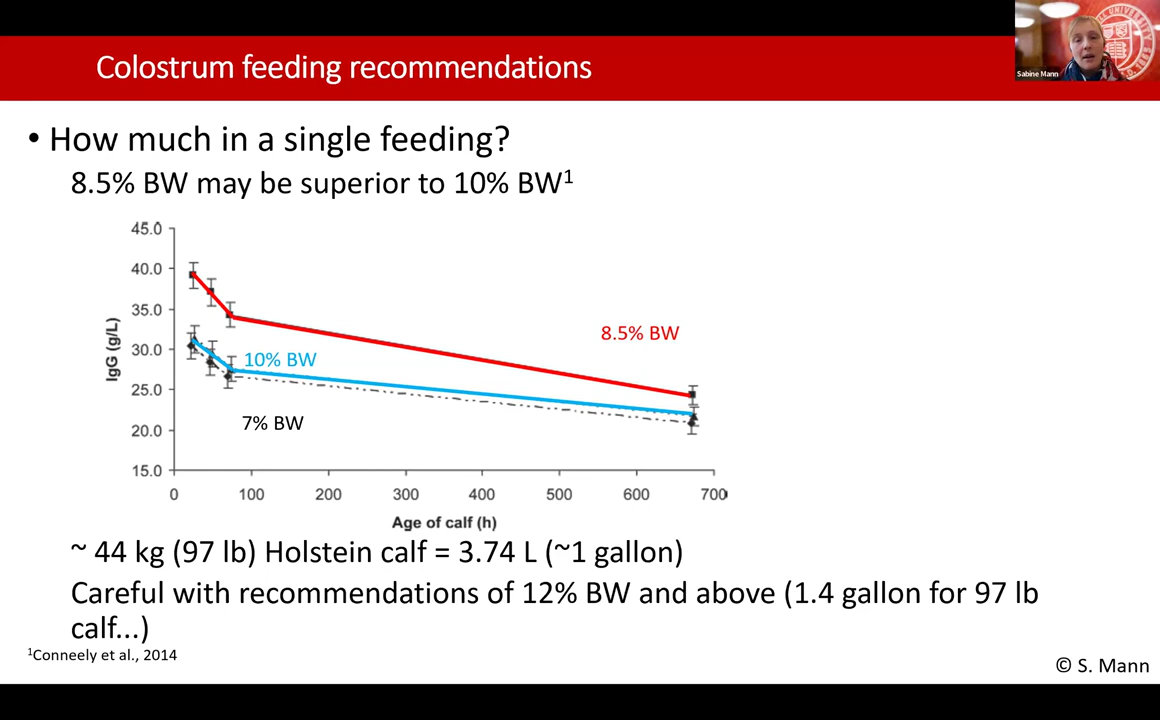 Colostrum feeding recommendations
Sabine Mann
• How much in a single feeding?
8.5% BW may be superior to 10% BW¹
45.0
40.0
35.0
30.0
25.0
20.0
15.0
IgG (g/L)
8.5% BW
10% BW
7% BW
0 100 200 300 400 500 600 700
Age of calf (h)
~ 44 kg (97 lb) Holstein calf = 3.74 L (~1 gallon)
Careful with recommendations of 12% BW and above (1.4 gallon for 97 lb
calf...)
¹Conneely et al., 2014
© S. Mann